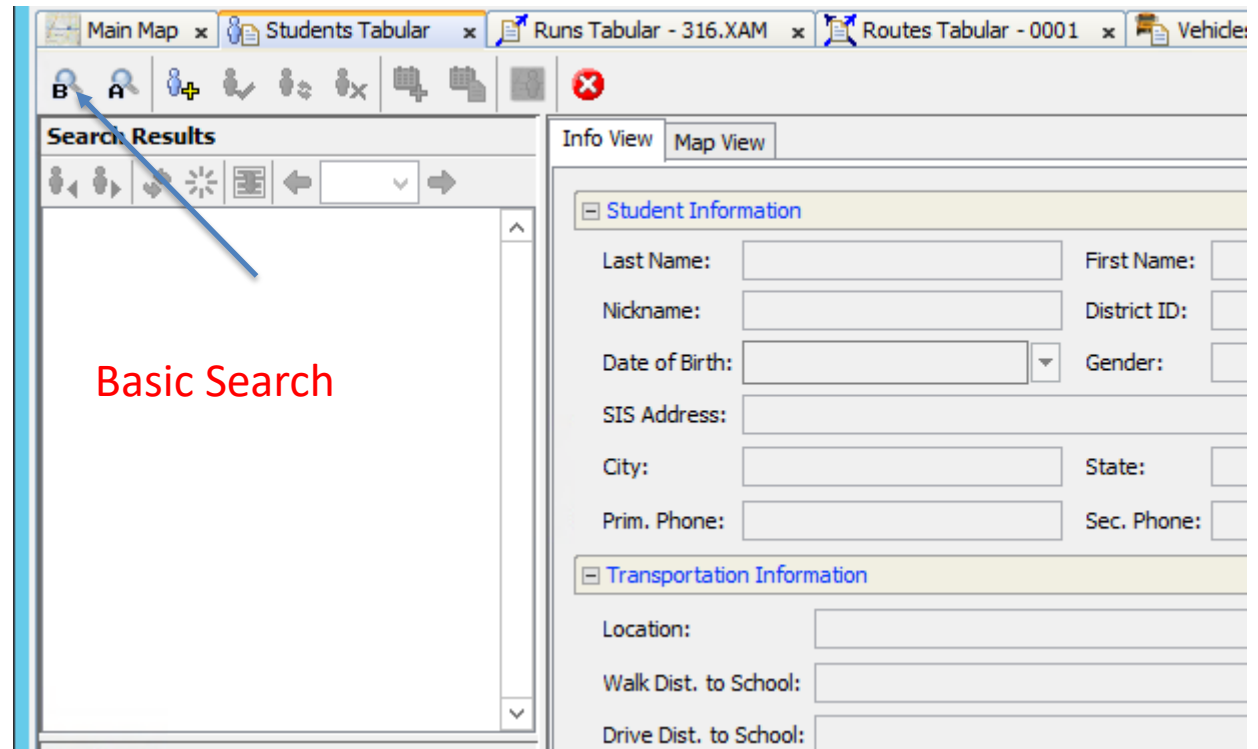 Main Map x Students Tabular x Runs Tabular - 316.XAM x Routes Tabular - 0001 x Vehicles
B A
Search Results
Info View Map View
Student Information
Last Name: First Name:
Nickname: District ID:
Date of Birth: Gender:
Basic Search
SIS Address:
City: State:
Prim. Phone: Sec. Phone:
Transportation Information
Location:
Walk Dist. to School:
Drive Dist. to School: